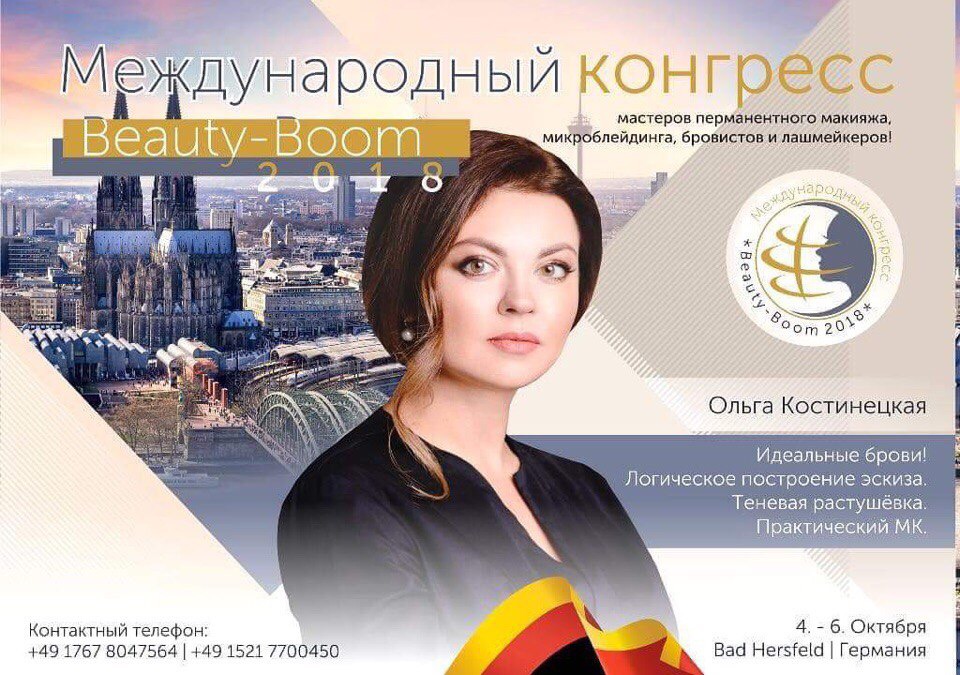 Международный конгресс
мастеров перманентного макияжа,
микроблейдинга, бровистов и лашмейкеров!
Beauty-Boom
2018
Международный конгресс
*Beauty-Boom 2018*
Ольга Костинецкая
Идеальные брови!
Логическое построение эскиза.
Теневая растушёвка.
Практический МК.
Контактный телефон:
+49 1767 8047564 | +49 1521 7700450
4. - 6. Октября
Bad Hersfeld | Германия